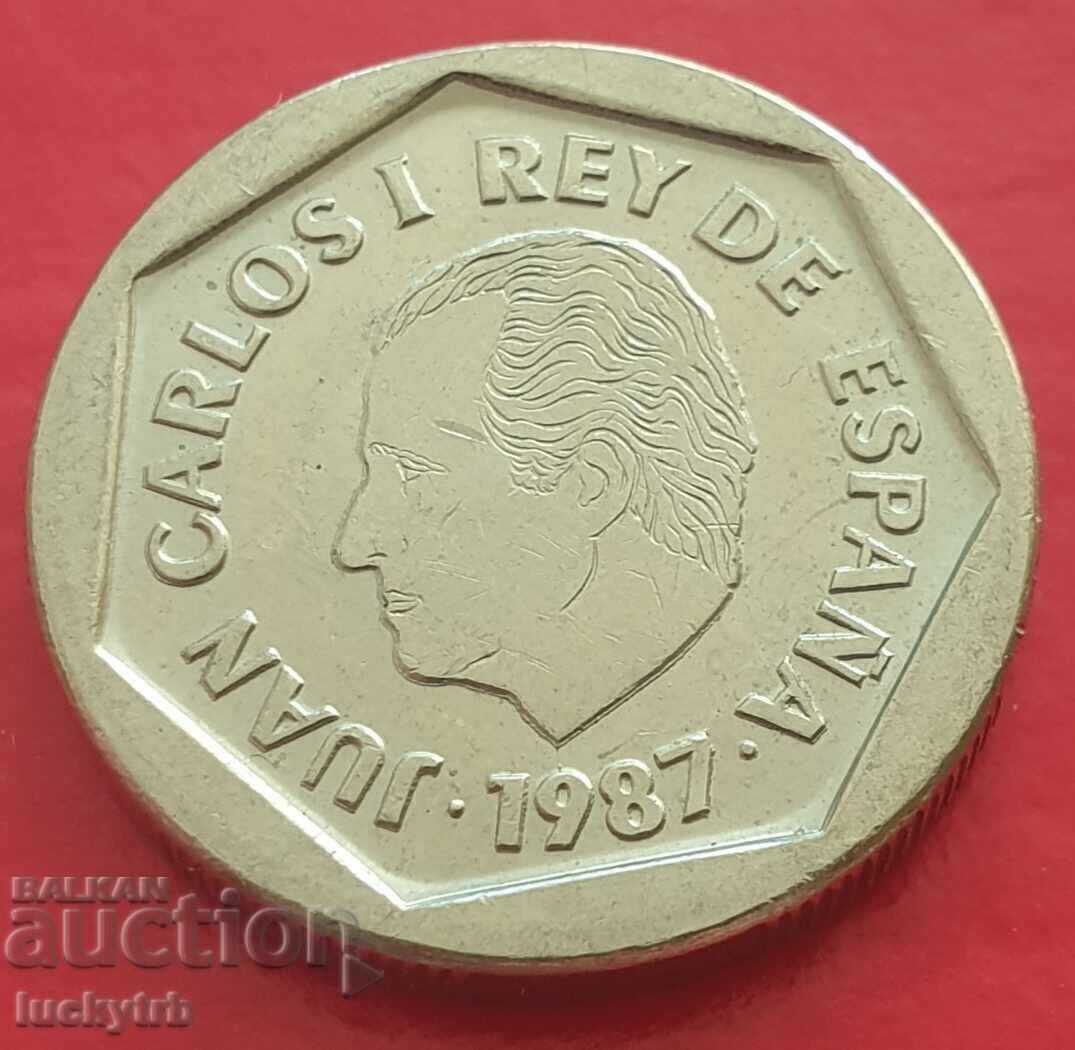 JUAN CARLOS I REY DE ESPAÑA
· 1987 ·
BALKAN
auction
luckytrb